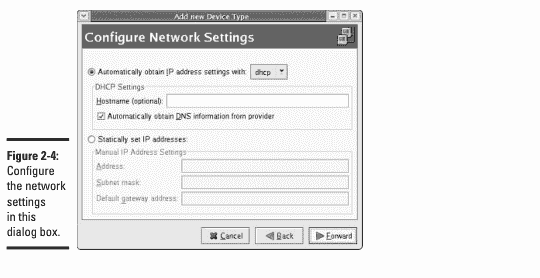 Add new Device Type
Configure Network Settings
Automatically obtain IP address settings with: dhcp
DHCP Settings
Hostname (optional):
Automatically obtain DNS information from provider
Statically set IP addresses:
Manual IP Address Settings
Address:
Subnet mask:
Default gateway address:
Cancel Back Forward
Figure 2-4:
Configure
the network
settings
in this
dialog box.